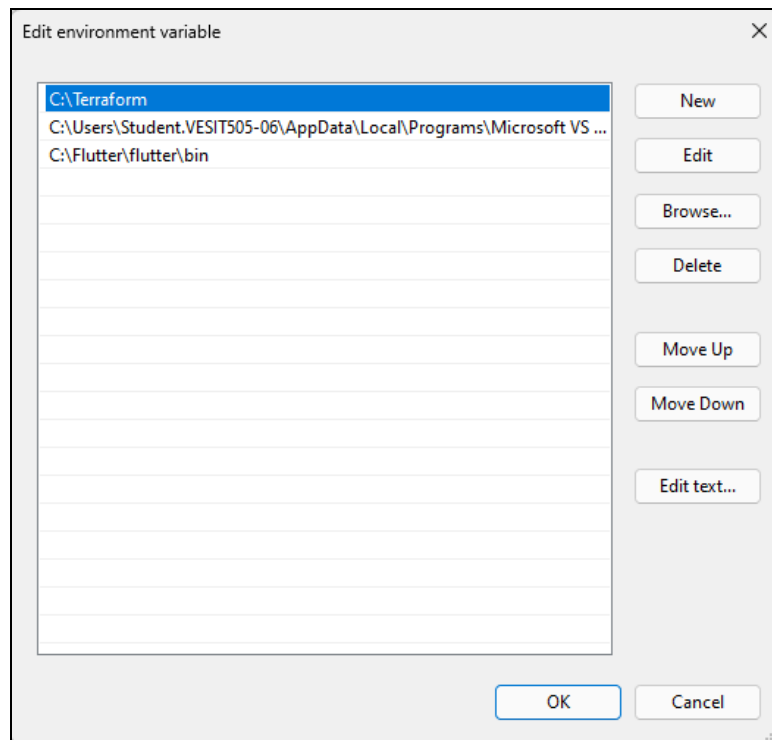 Edit environment variable
C:\Terraform
C:\Users\Student.VESIT505-06\AppData\Local\Programs\Microsoft VS ...
C:\Flutter\flutter\bin
New
Edit
Browse...
Delete
Move Up
Move Down
Edit text...
OK
Cancel